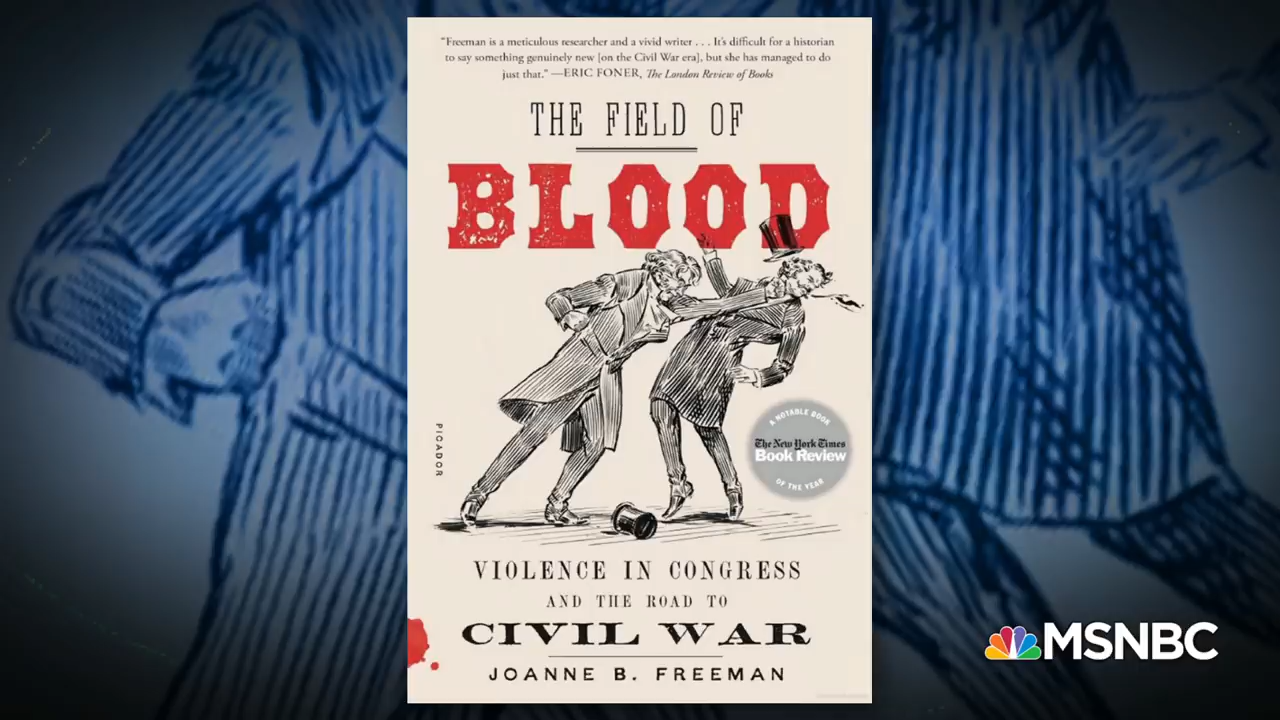 “Freeman is a meticulous researcher and a vivid writer . . . It’s difficult for a historian
to say something genuinely new [on the Civil War era], but she has managed to do
just that.” —ERIC FONER, The London Review of Books
THE FIELD OF
BLOOD
PICADOR
A NOTABLE BOOK
The New York Times
Book Review
OF THE YEAR
VIOLENCE IN CONGRESS
AND THE ROAD TO
CIVIL WAR
JOANNE B. FREEMAN
MSNBC